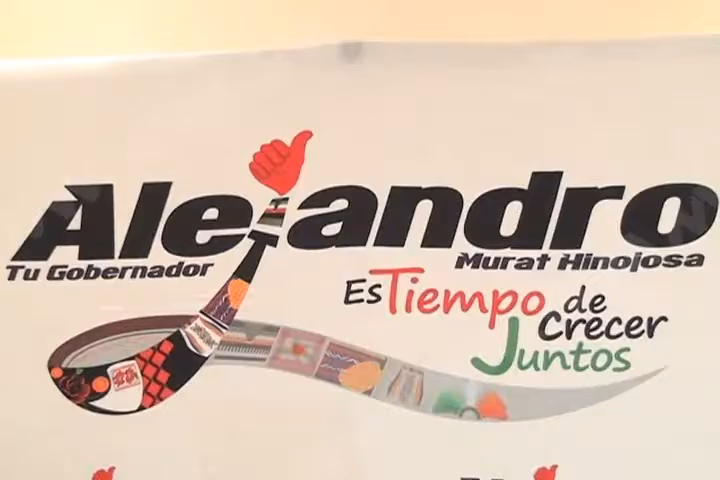 Alejandro
Tu Gobernador
Murat Hinojosa
Es Tiempo de
Crecer
Juntos